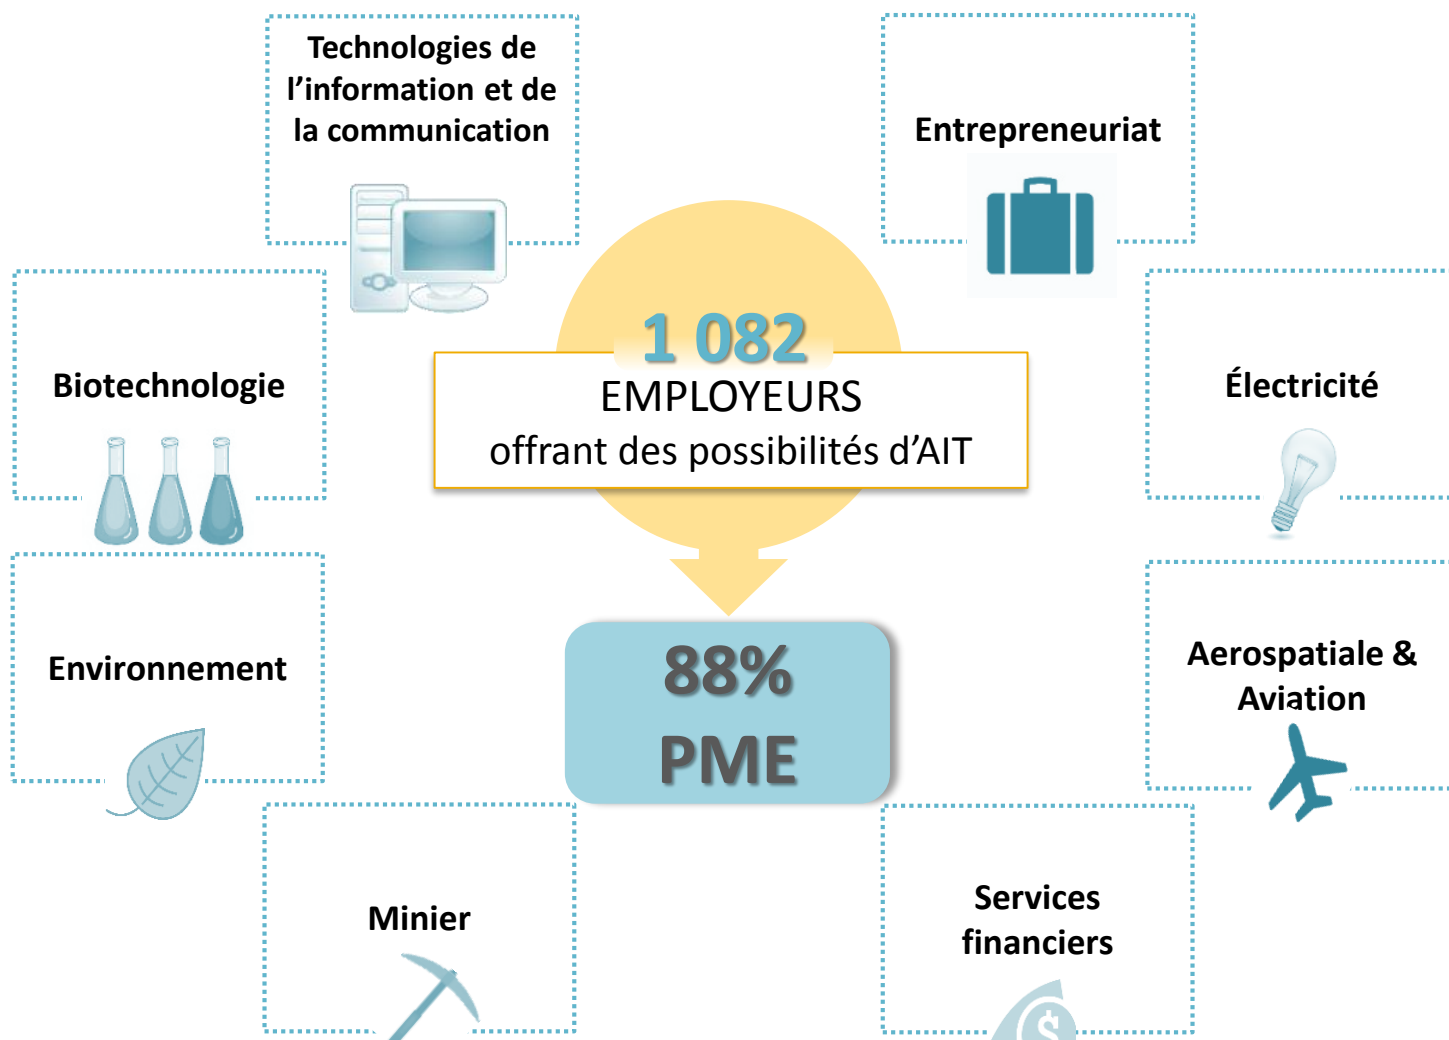 Technologies de
l’information et de
la communication
Entrepreneuriat
1 082
EMPLOYEURS
offrant des possibilités d’AIT
Biotechnologie
Électricité
88%
PME
Environnement
Aerospatiale &
Aviation
Minier
Services
financiers
$